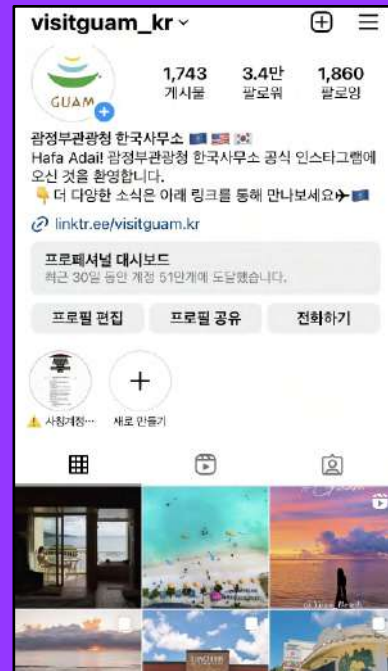 visitguam_kr
GUAM
1,743
게시물
3.4만
팔로워
1,860
팔로잉
괌정부관광청 한국사무소 🇬🇺 🇺🇸 🇰🇷
Hafa Adai! 괌정부관광청 한국사무소 공식 인스타그램에
오신 것을 환영합니다.
👇더 다양한 소식은 아래 링크를 통해 만나보세요✈🇬🇺
linktr.ee/visitguam.kr
프로페셔널 대시보드
최근 30일 동안 계정 51만개에 도달했습니다.
프로필 편집
프로필 공유
전화하기
⚠️ 사칭계정…
새로 만들기